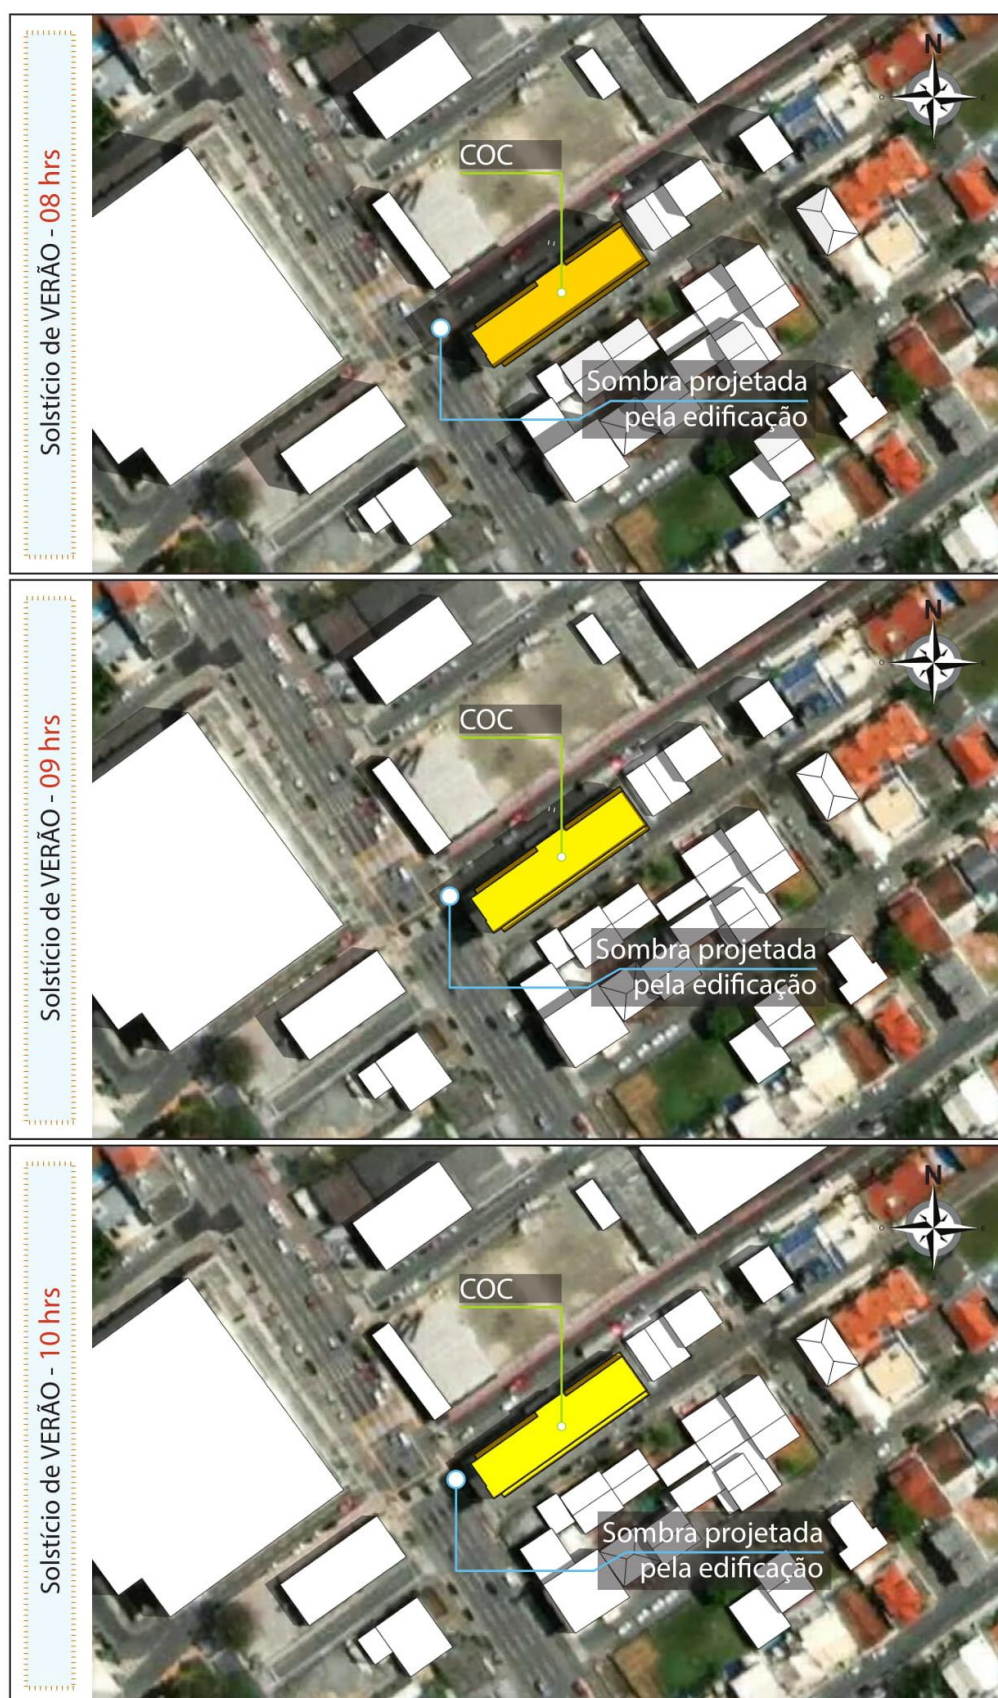 Solstício de VERÃO - 08 hrs
N
COC
Sombra projetada
pela edificação
Solstício de VERÃO - 09 hrs
N
COC
Sombra projetada
pela edificação
Solstício de VERÃO - 10 hrs
N
COC
Sombra projetada
pela edificação